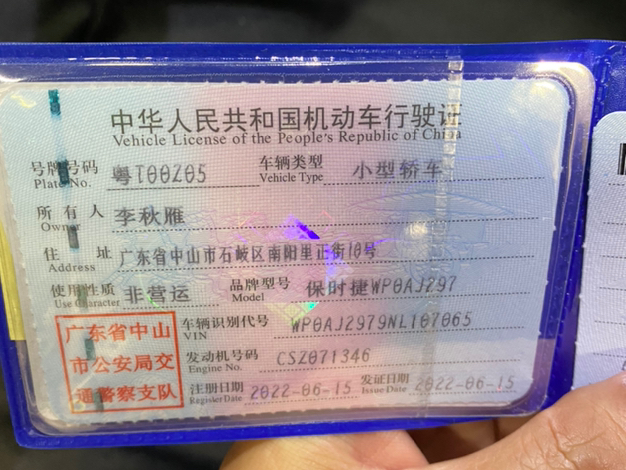 中华人民共和国机动车行驶证
Vehicle License of the People's Republic of China
号牌号码 粤T00Z05 车辆类型 小型轿车
Plate No. Vehicle Type
所有人 李秋雁
Owner
住址 广东省中山市石岐区南阳里正街10号
Address
使用性质 非营运 品牌型号 保时捷WP0AJ297
Use Character Model
广东省中山
市公安局交
通警察支队
车辆识别代号 WP0AJ2979NL107065
VIN
发动机号码 CSZ071346
Engine No.
注册日期 2022-06-15 发证日期 2022-06-15
Register Date Issue Date